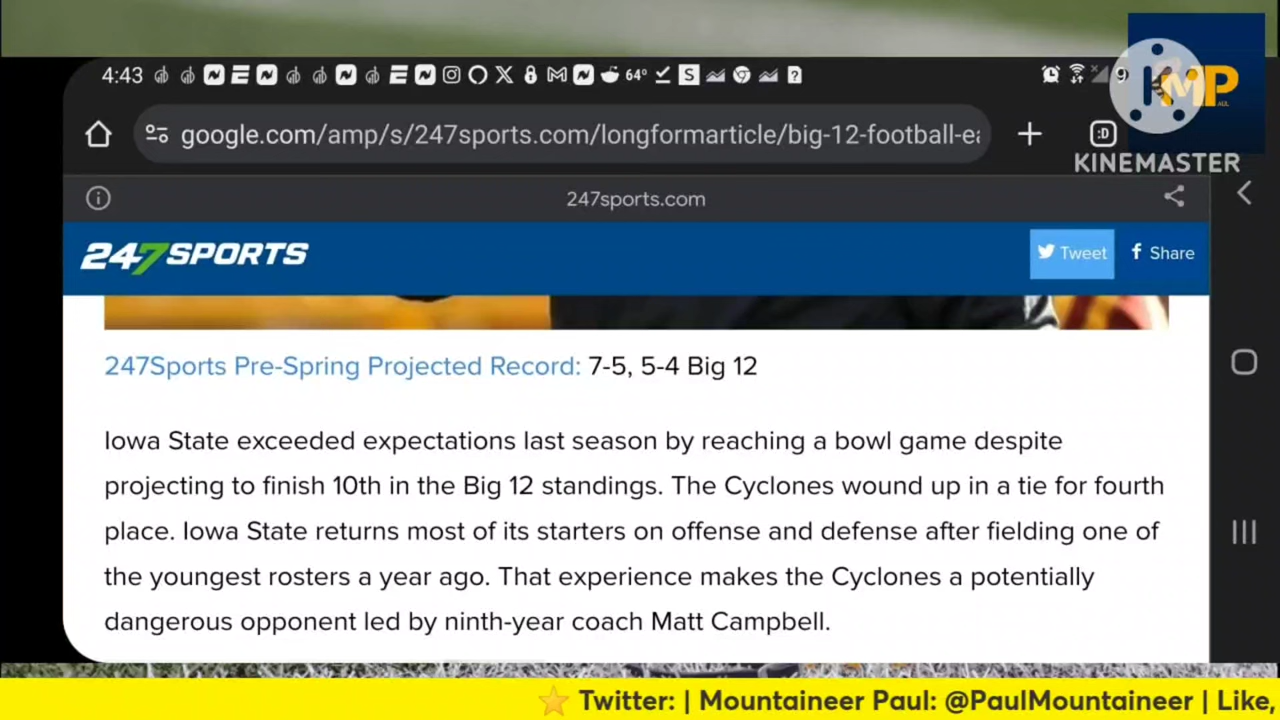 4:43
64°
S
google.com/amp/s/247sports.com/longformarticle/big-12-football-ea
:D
KMP
KINEMASTER
247sports.com
247SPORTS
Tweet
Share
247Sports Pre-Spring Projected Record: 7-5, 5-4 Big 12
Iowa State exceeded expectations last season by reaching a bowl game despite
projecting to finish 10th in the Big 12 standings. The Cyclones wound up in a tie for fourth
place. Iowa State returns most of its starters on offense and defense after fielding one of
the youngest rosters a year ago. That experience makes the Cyclones a potentially
dangerous opponent led by ninth-year coach Matt Campbell.
Twitter: | Mountaineer Paul: @PaulMountaineer | Like,